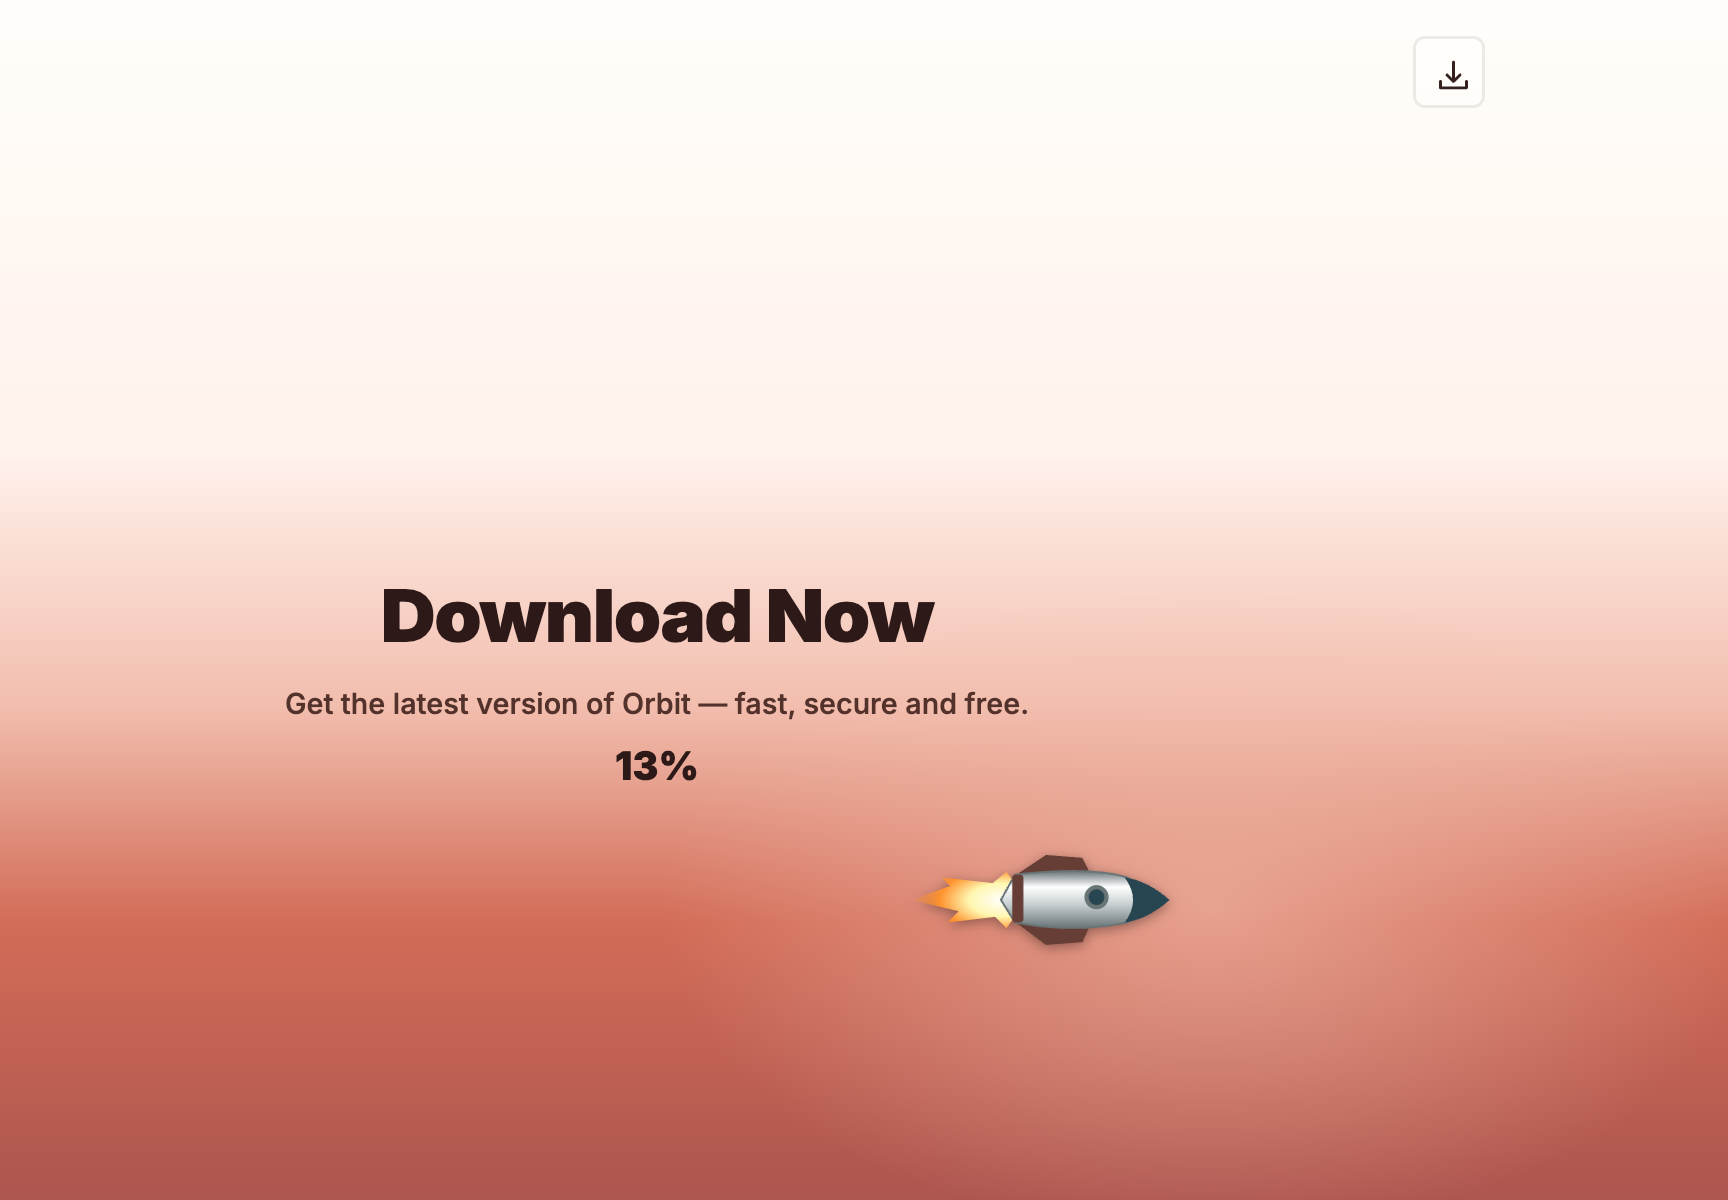 Download Now
Get the latest version of Orbit — fast, secure and free.
13%